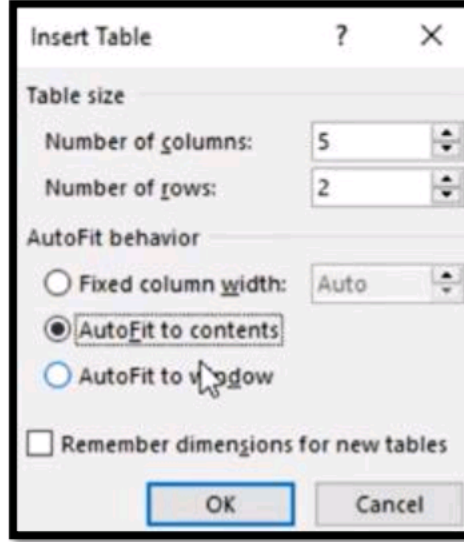 Insert Table ? ×
Table size
Number of columns: 5
Number of rows: 2
AutoFit behavior
Fixed column width: Auto
AutoFit to contents
AutoFit to window
Remember dimensions for new tables
OK Cancel